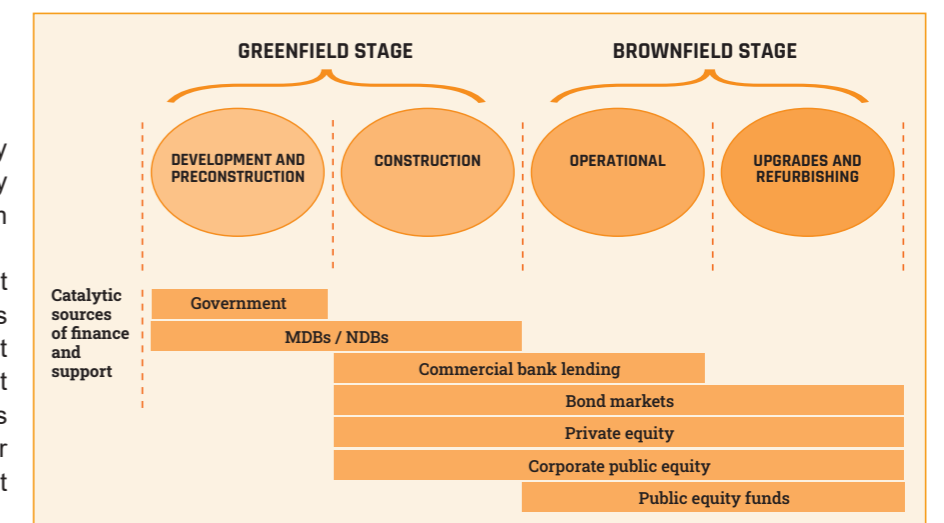 GREENFIELD STAGE
BROWNFIELD STAGE
DEVELOPMENT AND
PRECONSTRUCTION
CONSTRUCTION
OPERATIONAL
UPGRADES AND
REFURBISHING
Catalytic
sources
of finance
and
support
Government
MDBs / NDBs
Commercial bank lending
Bond markets
Private equity
Corporate public equity
Public equity funds